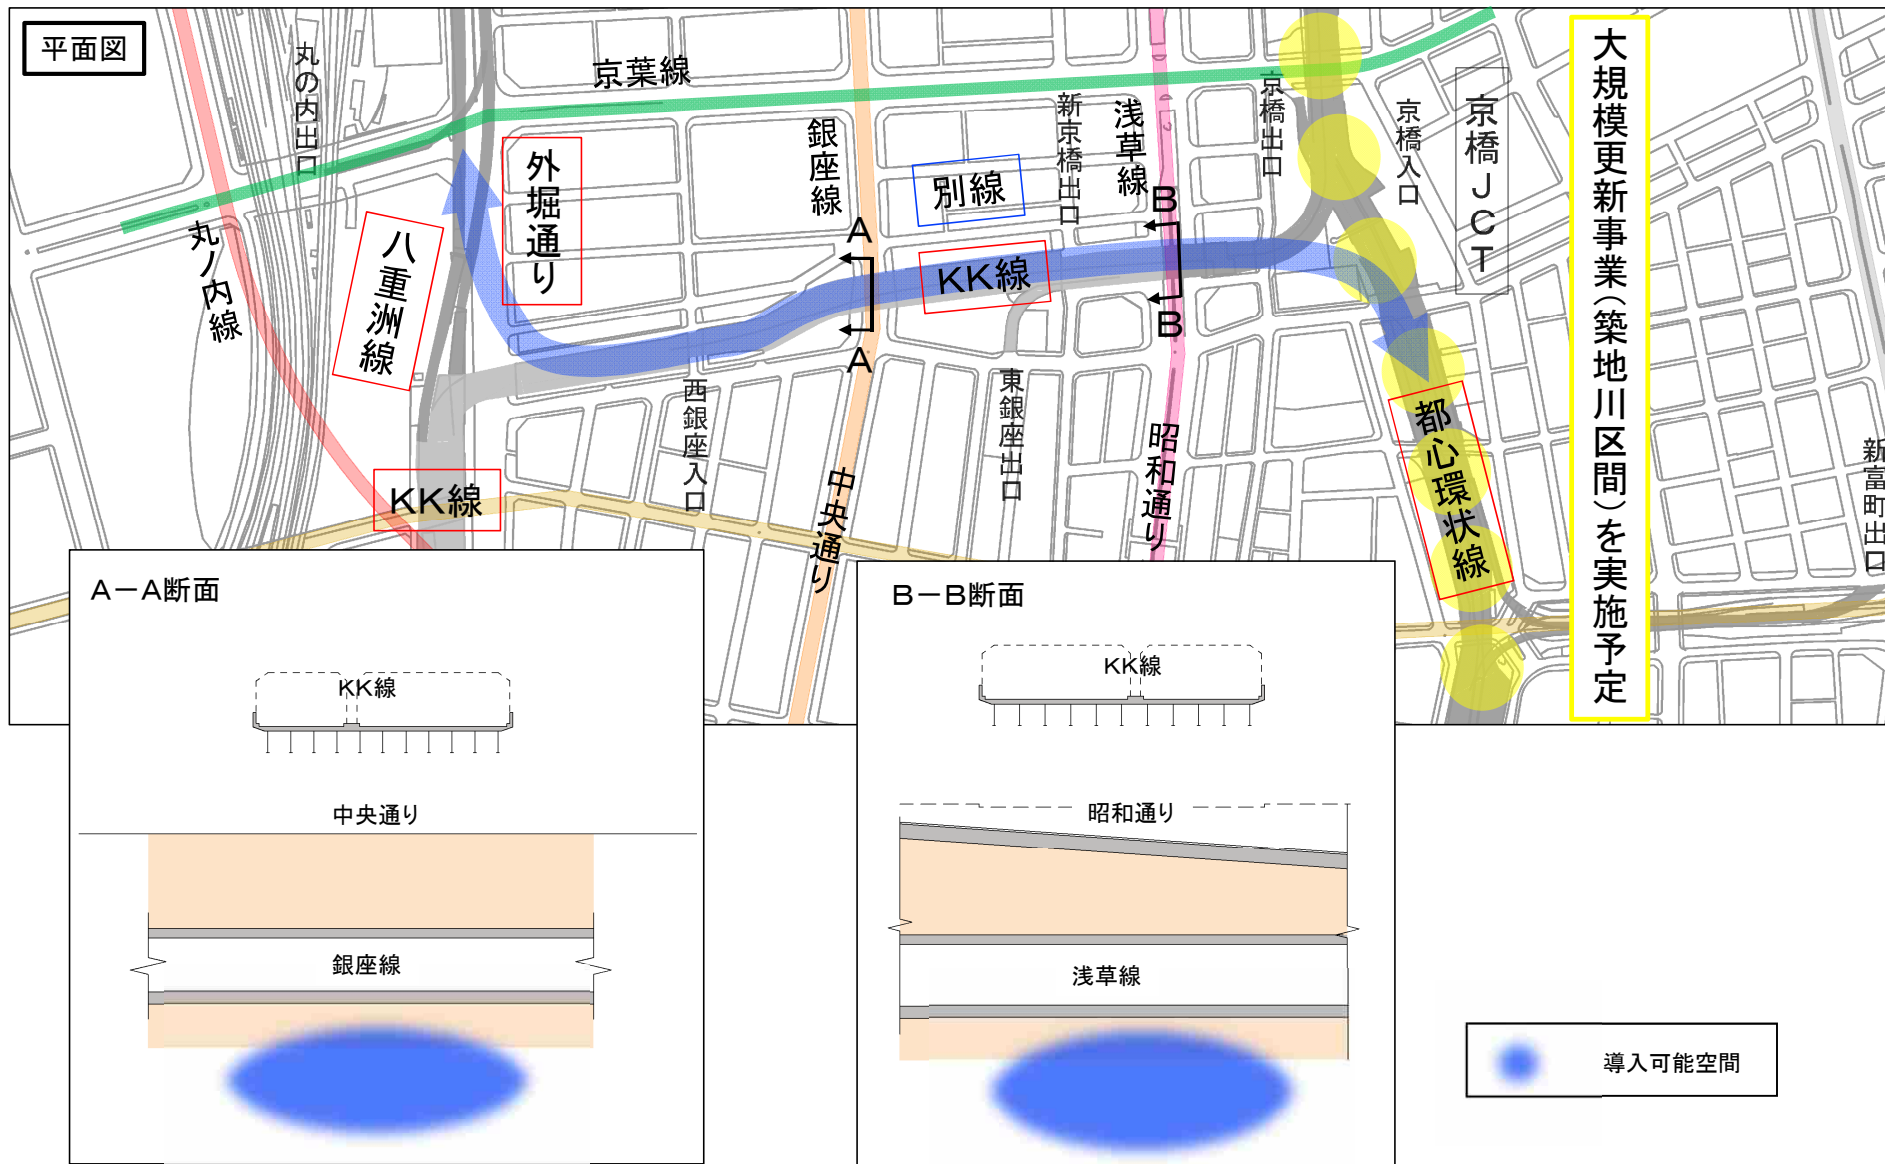 平面図
丸の内出口
京葉線
銀座線
新京橋出口
浅草線
京橋出口
京橋入口
京橋JCT
大規模更新事業（築地川区間）を実施予定
外堀通り
別線
丸ノ内線
八重洲線
A
B
KK線
A
B
西銀座入口
東銀座出口
都心環状線
昭和通り
中央通り
新富町出口
KK線
A－A断面
KK線
中央通り
銀座線
B－B断面
KK線
昭和通り
浅草線
導入可能空間